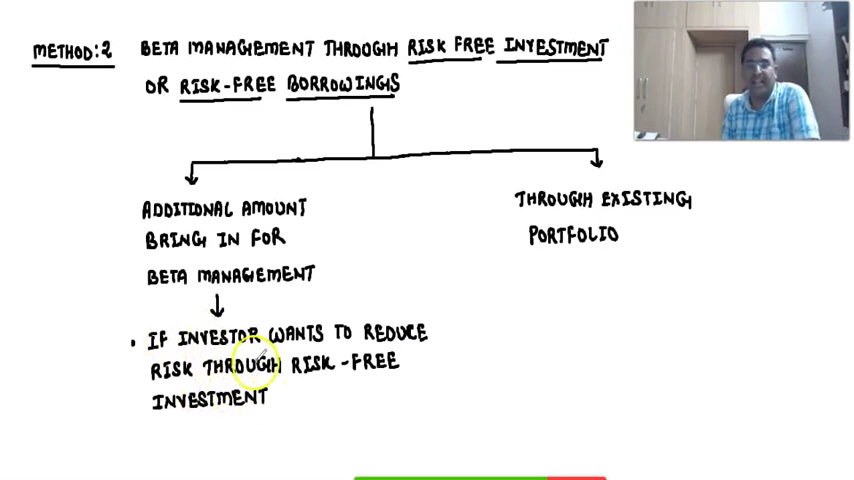 METHOD:2 BETA MANAGEMENT THROUGH RISK FREE INVESTMENT
OR RISK-FREE BORROWINGS
ADDITIONAL AMOUNT
BRING IN FOR
BETA MANAGEMENT
THROUGH EXISTING
PORTFOLIO
• IF INVESTOR WANTS TO REDUCE
RISK THROUGH RISK-FREE
INVESTMENT